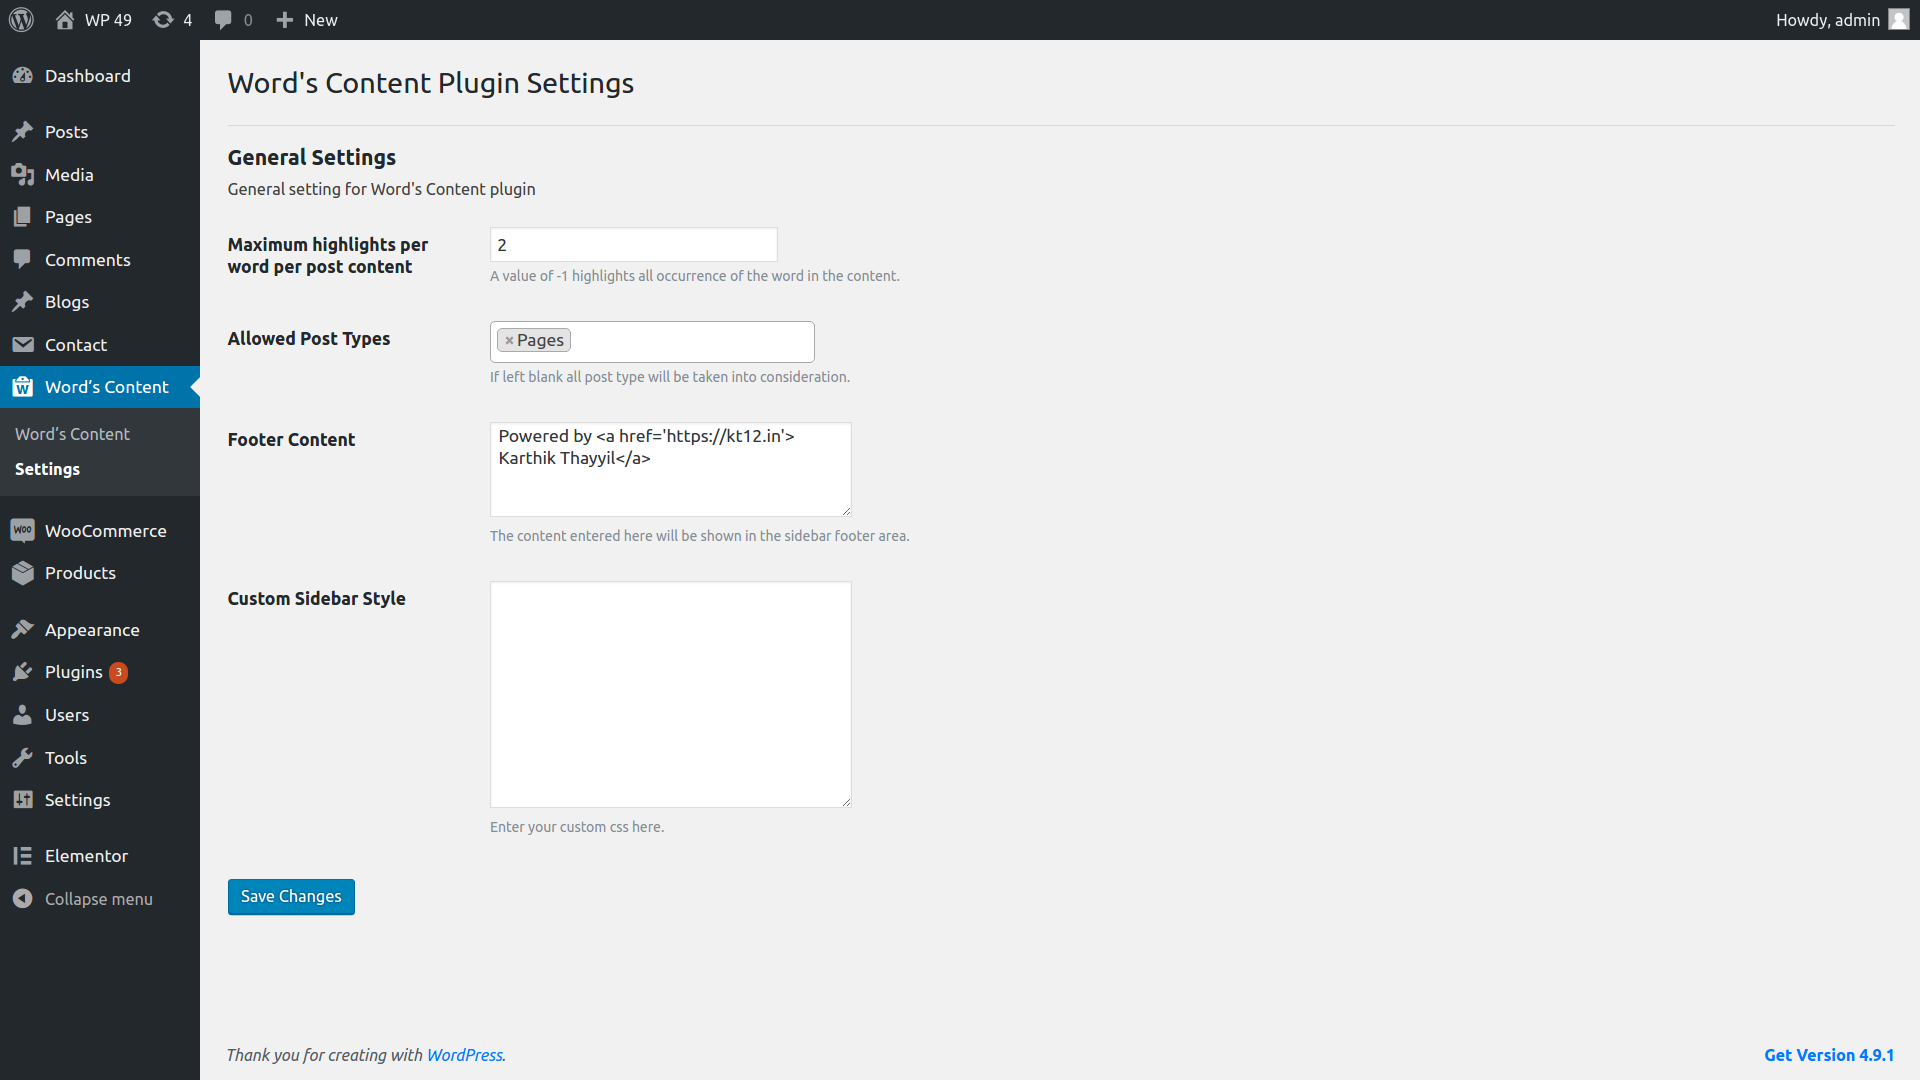 WP 49
4
0
New
Howdy, admin
Dashboard
Posts
Media
Pages
Comments
Blogs
Contact
Word’s Content
Word’s Content
Settings
WooCommerce
Products
Appearance
Plugins 3
Users
Tools
Settings
Elementor
Collapse menu
Word's Content Plugin Settings
General Settings
General setting for Word's Content plugin
Maximum highlights per
word per post content
2
A value of -1 highlights all occurrence of the word in the content.
Allowed Post Types
×Pages
If left blank all post type will be taken into consideration.
Footer Content
Powered by <a href='https://kt12.in'>
Karthik Thayyil</a>
The content entered here will be shown in the sidebar footer area.
Custom Sidebar Style
Enter your custom css here.
Save Changes
Thank you for creating with WordPress.
Get Version 4.9.1